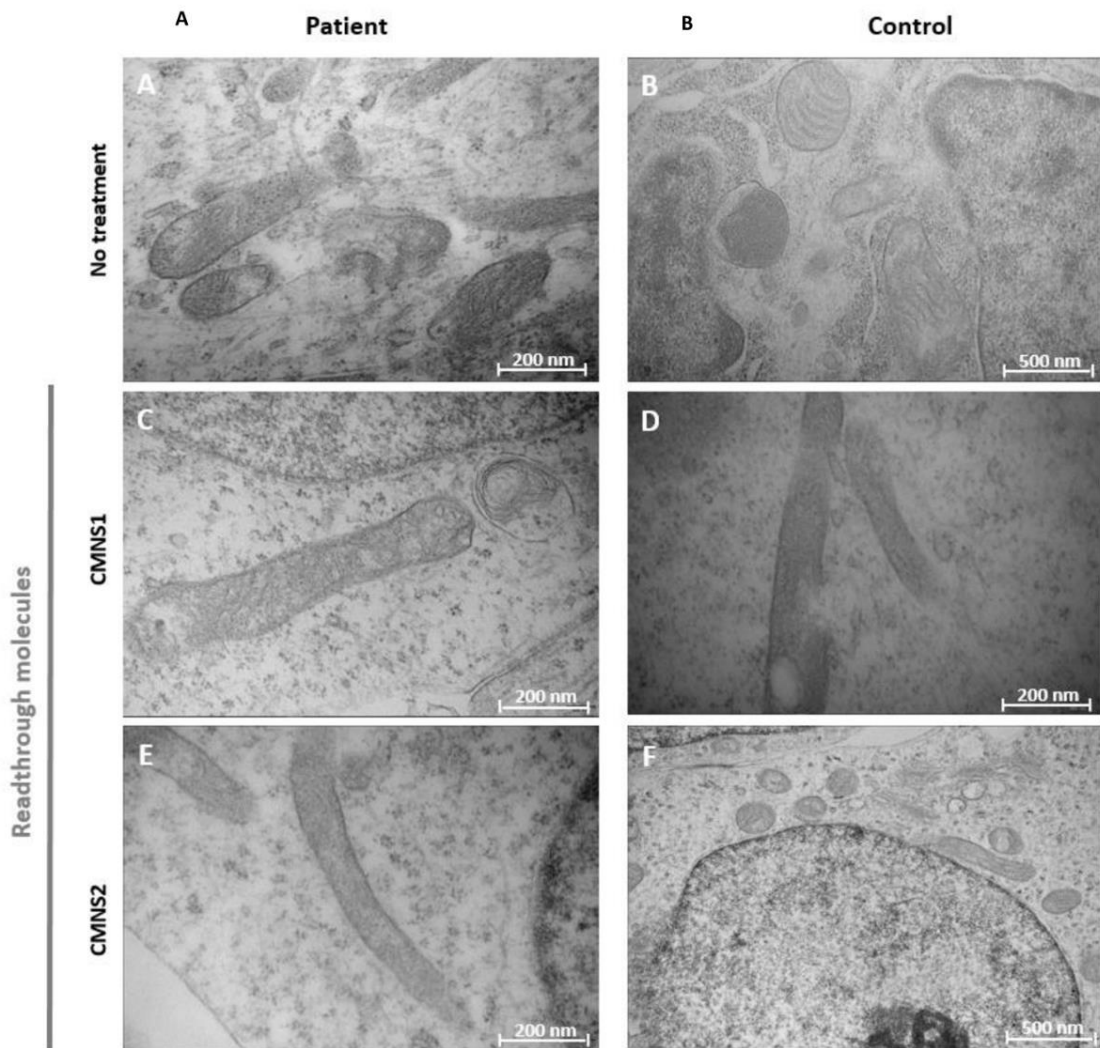 A
Patient
B
Control
No treatment
A
200 nm
B
500 nm
Readthrough molecules
CMNS1
C
200 nm
D
200 nm
CMNS2
E
200 nm
F
500 nm